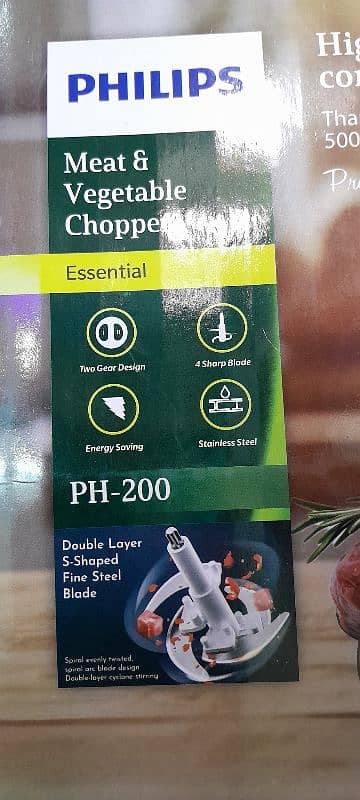 PHILIPS
Meat &
Vegetable
Choppe
Essential
Two Gear Design
4 Sharp Blade
Energy Saving
Stainless Steel
PH-200
Double Layer
S-Shaped
Fine Steel
Blade
Spiral evenly twisted,
spiral arc blade design
Double-layer cyclone stirring
Hig
co
Tha
500
Pr